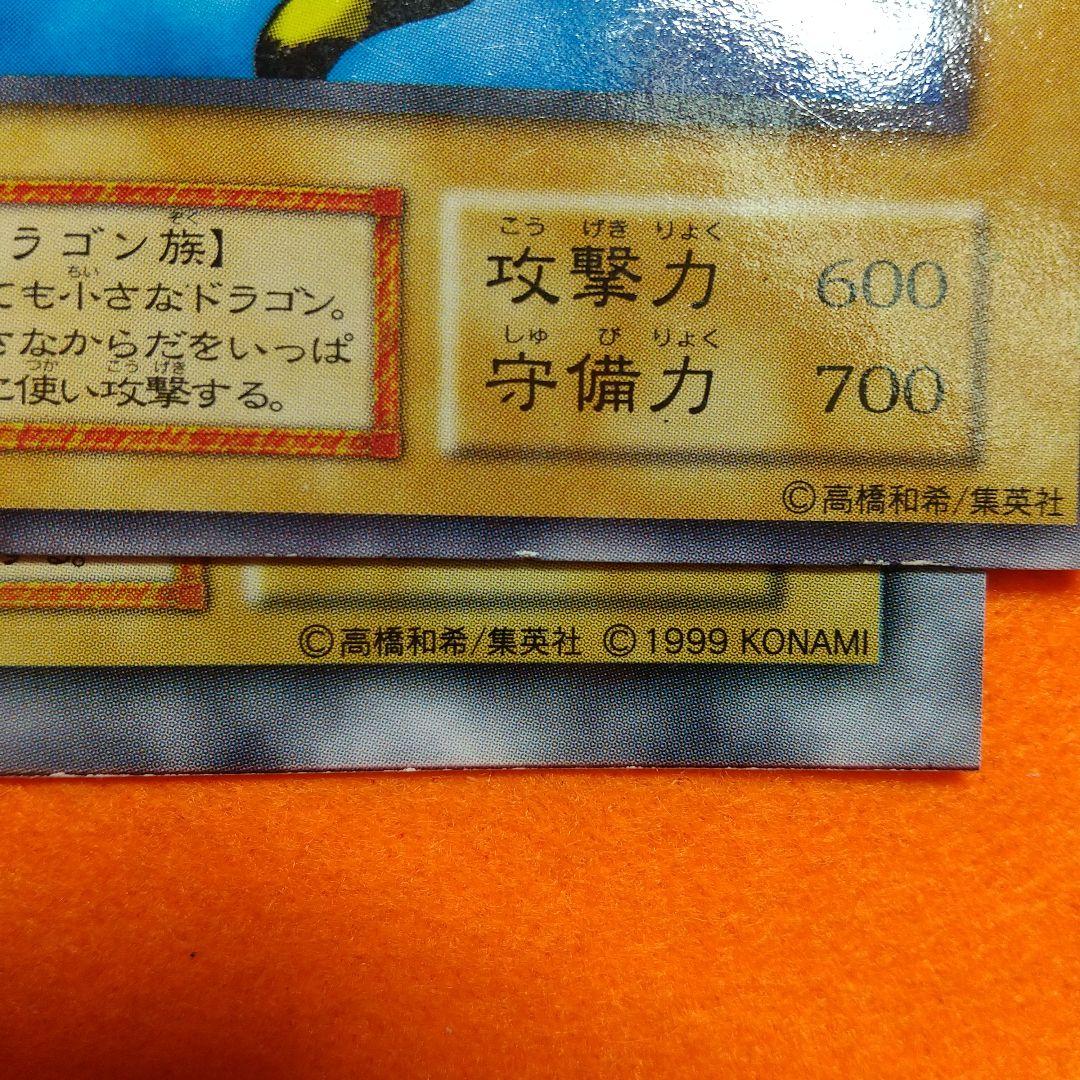 ラゴン族】
ても小さなドラゴン。
さなからだをいっぱ
に使い攻撃する。
攻撃力 600
守備力 700
©高橋和希/集英社
©高橋和希/集英社 © 1999 KONAMI